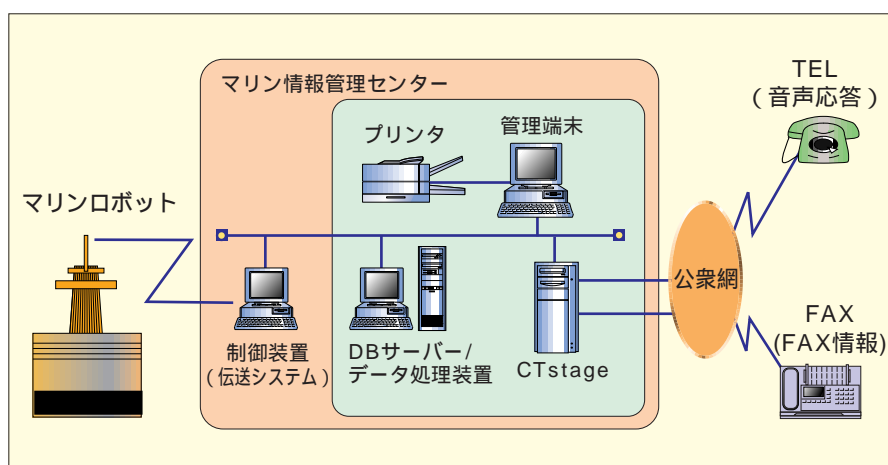 マリン情報管理センター
TEL
(音声応答)
プリンタ
管理端末
マリンロボット
公衆網
制御装置
(伝送システム)
DBサーバー/
データ処理装置
CTstage
FAX
(FAX情報)